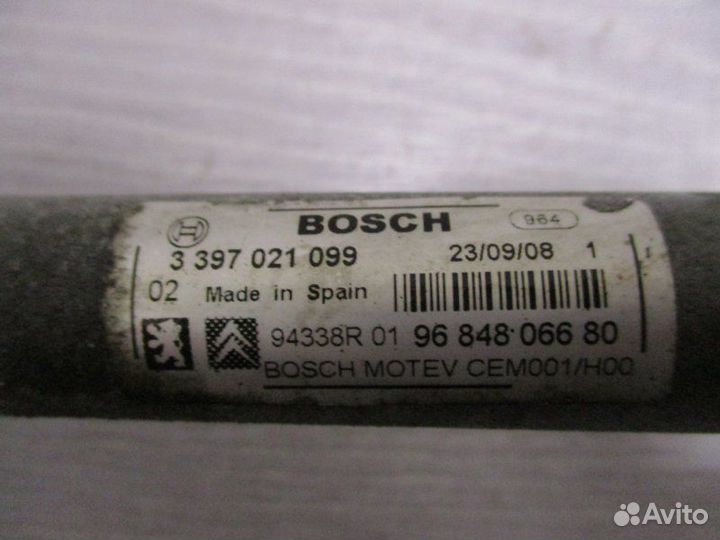 BOSCH 964
3 397 021 099 23/09/08 1
02 Made in Spain
94338R 01 96 848 066 80
BOSCH MOTEV CEM001/H00
Avito